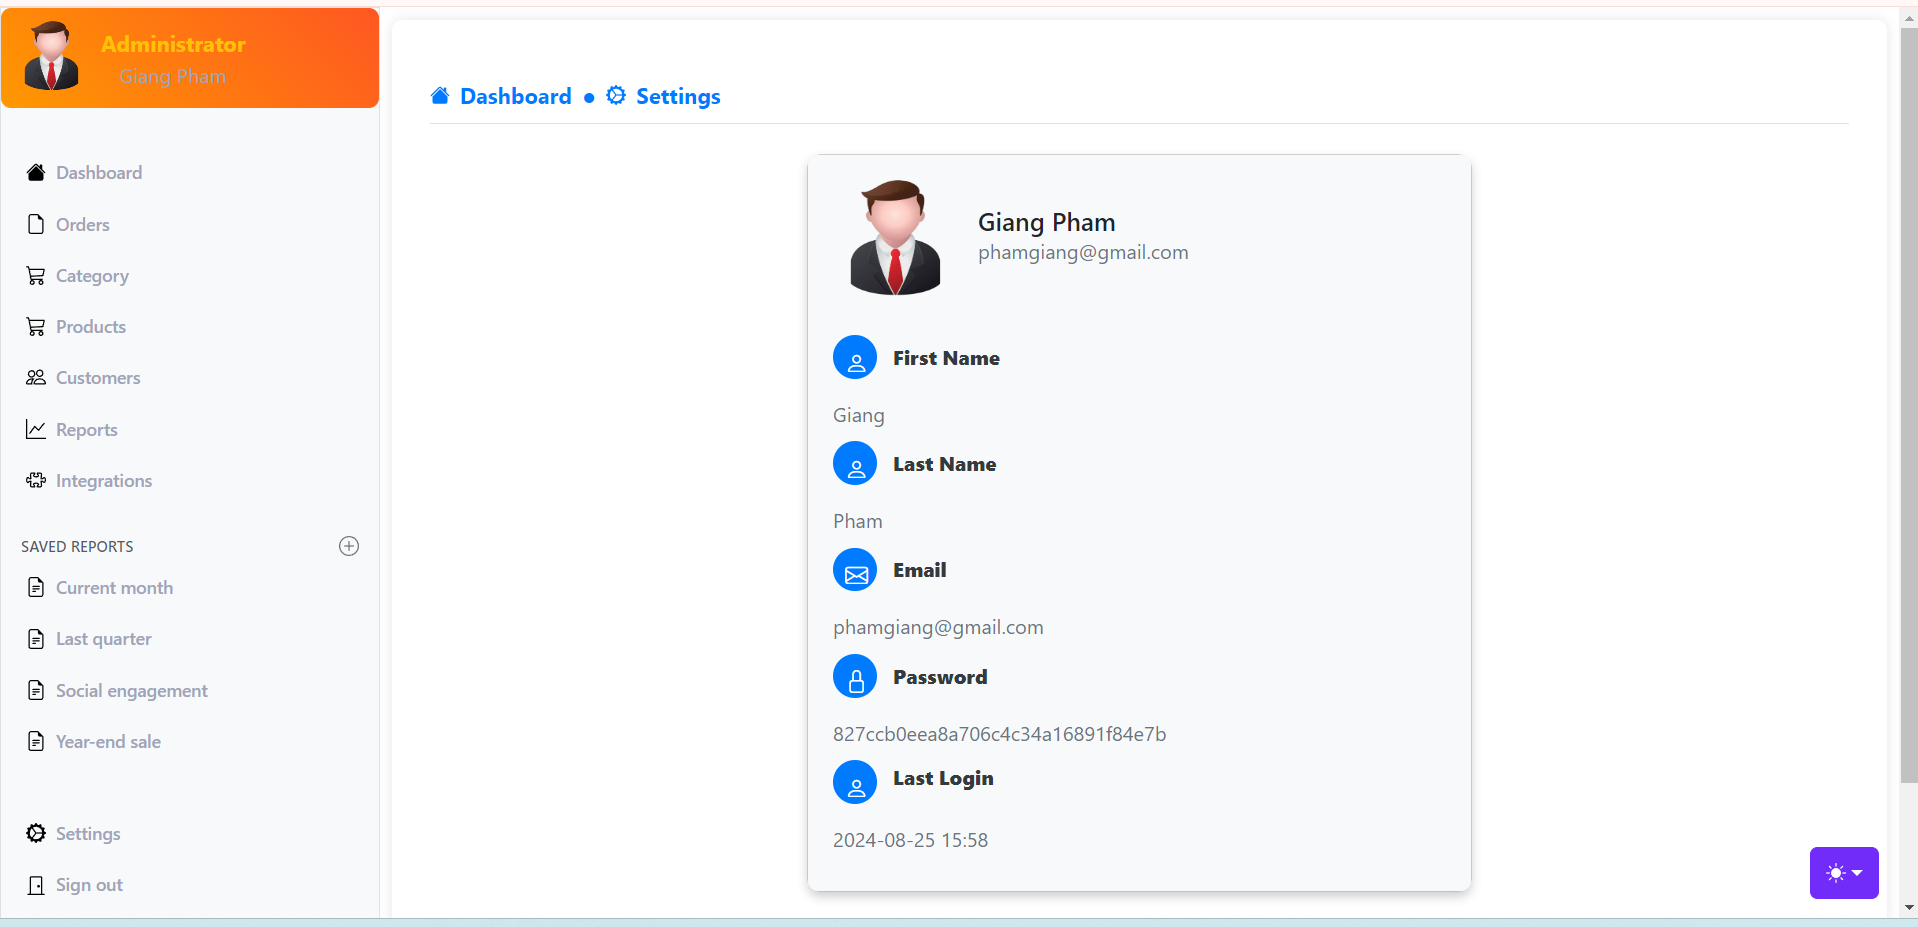 Administrator
Giang Pham
Dashboard
Orders
Category
Products
Customers
Reports
Integrations
SAVED REPORTS
Current month
Last quarter
Social engagement
Year-end sale
Settings
Sign out
Dashboard ● Settings
Giang Pham
phamgiang@gmail.com
First Name
Giang
Last Name
Pham
Email
phamgiang@gmail.com
Password
827ccb0eea8a706c4c34a16891f84e7b
Last Login
2024-08-25 15:58